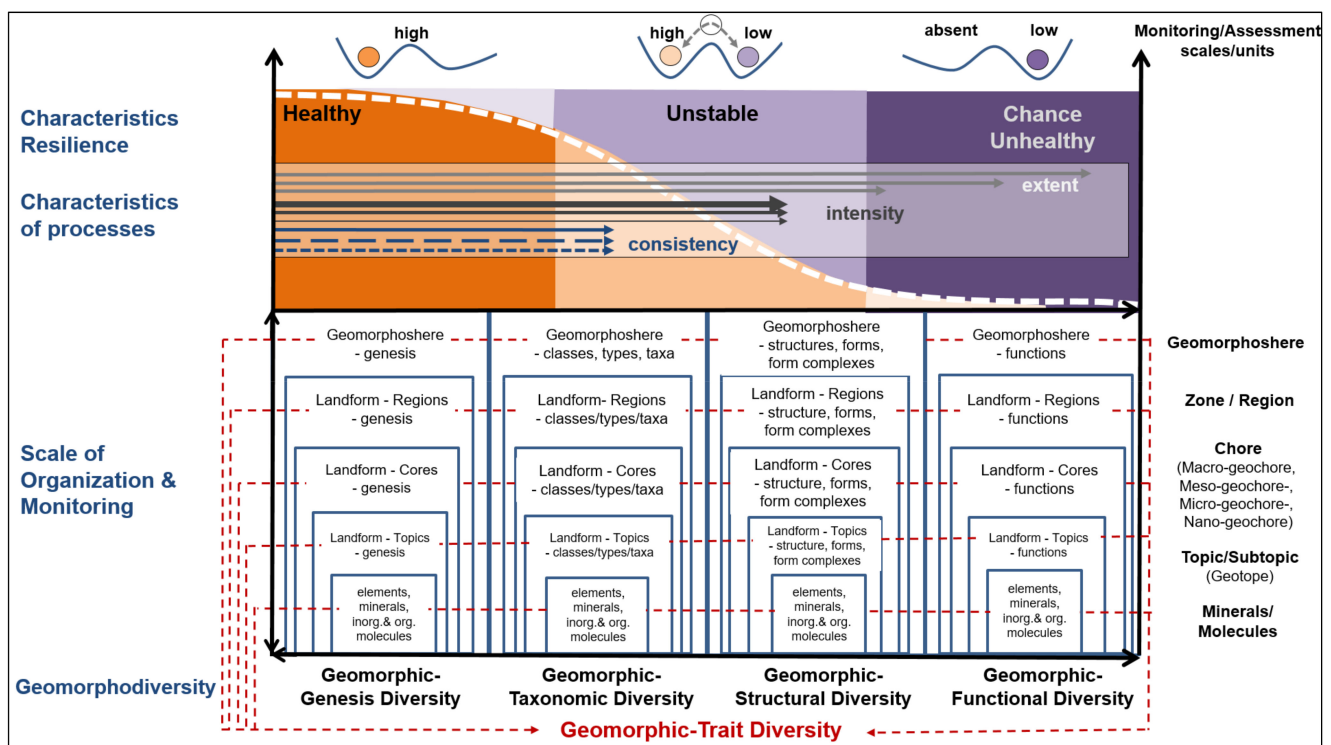 high
high
low
absent
low
Monitoring/Assessment
scales/units
Characteristics
Resilience
Healthy
Unstable
Chance
Unhealthy
Characteristics
of processes
extent
intensity
consistency
Geomorphoshere
- genesis
Geomorphoshere
- classes, types, taxa
Geomorphoshere
- structures, forms,
form complexes
Geomorphoshere
- functions
Geomorphoshere
Landform - Regions
- genesis
Landform- Regions
- classes/types/taxa
Landform - Regions
- structure, forms,
form complexes
Landform - Regions
- functions
Zone / Region
Scale of
Organization &
Monitoring
Landform - Cores
- genesis
Landform - Cores
- classes/types/taxa
Landform - Cores
- structure, forms,
form complexes
Landform - Cores
- functions
Chore
(Macro-geochore,
Meso-geochore-,
Micro-geochore-,
Nano-geochore)
Landform - Topics
- genesis
Landform - Topics
- classes/types/taxa
Landform - Topics
- structure, forms,
form complexes
Landform - Topics
- functions
Topic/Subtopic
(Geotope)
elements,
minerals,
inorg.& org.
molecules
elements,
minerals,
inorg.& org.
molecules
elements,
minerals,
inorg.& org.
molecules
elements,
minerals,
inorg.& org.
molecules
Minerals/
Molecules
Geomorphodiversity
Geomorphic-
Genesis Diversity
Geomorphic-
Taxonomic Diversity
Geomorphic-
Structural Diversity
Geomorphic-
Functional Diversity
Geomorphic-Trait Diversity